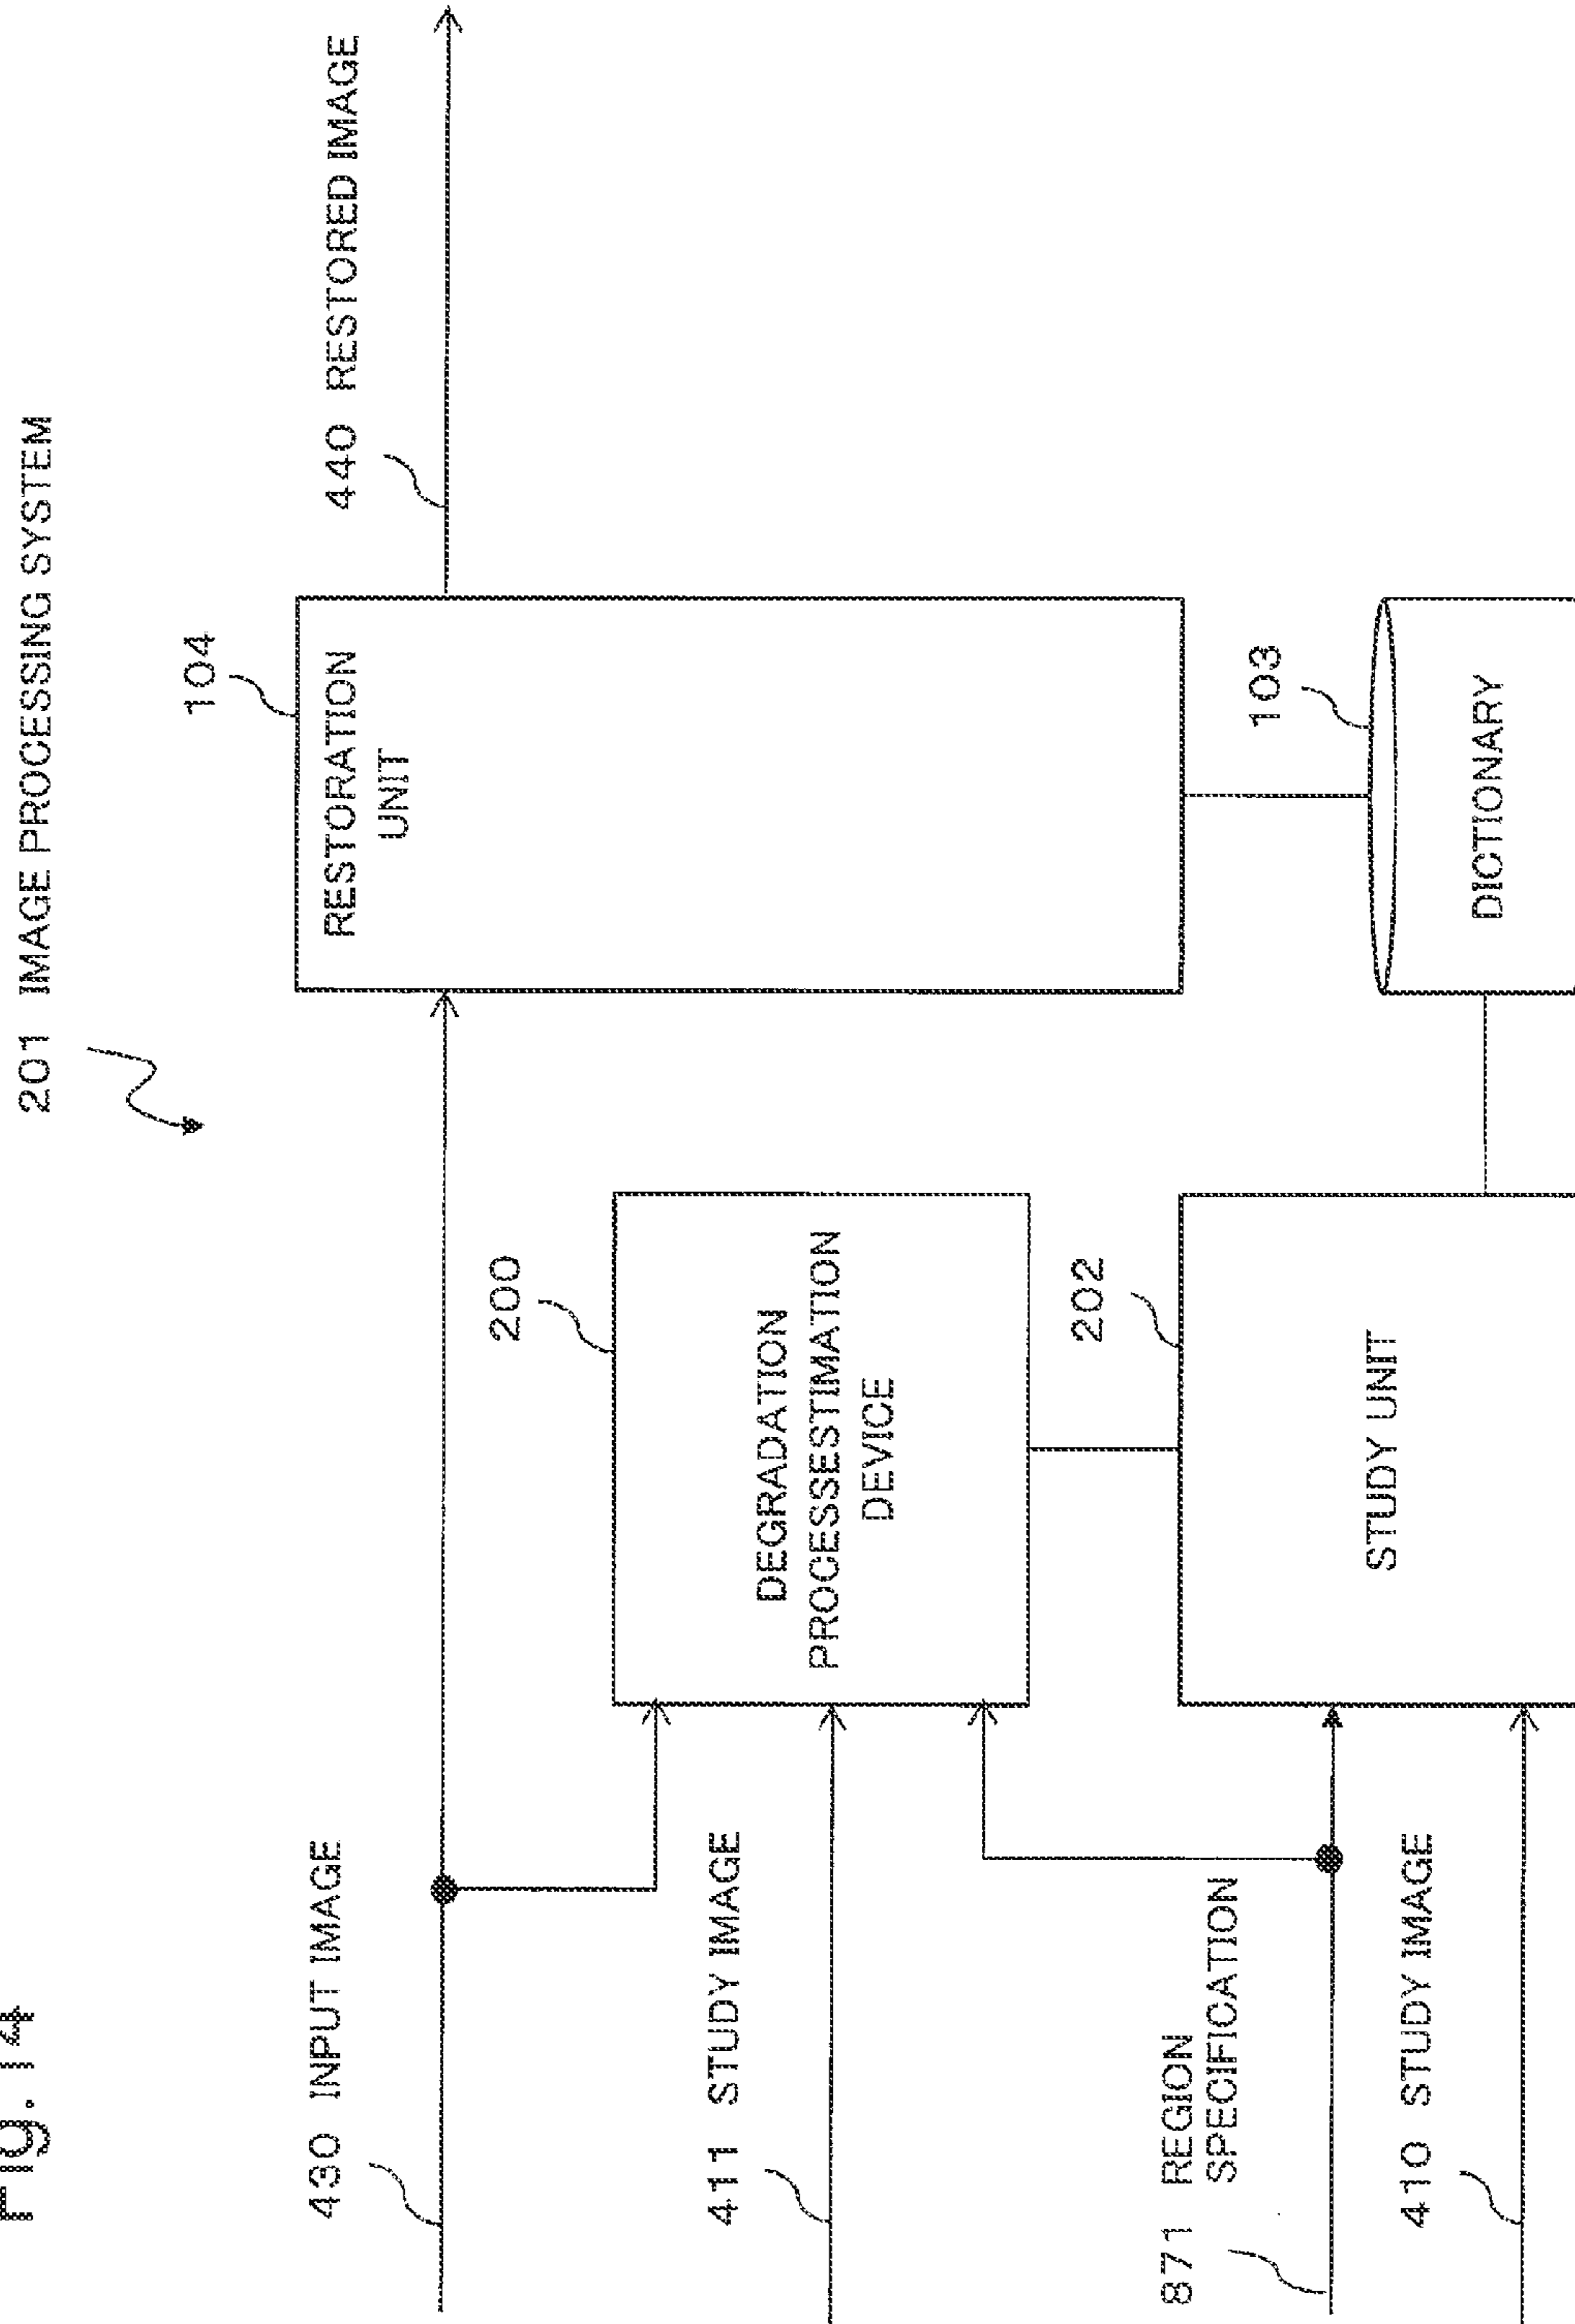 Fig. 14
201 IMAGE PROCESSING SYSTEM
430 INPUT IMAGE
104
RESTORATION
UNIT
440 RESTORED IMAGE
200
DEGRADATION
PROCESSESTIMATION
DEVICE
411 STUDY IMAGE
871 REGION
SPECIFICATION
202
STUDY UNIT
103
DICTIONARY
410 STUDY IMAGE